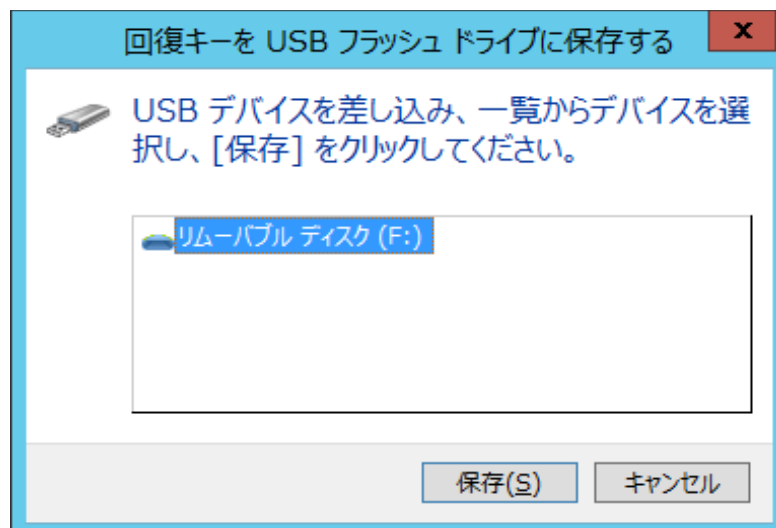 回復キーを USB フラッシュ ドライブに保存する
x
USB デバイスを差し込み、一覧からデバイスを選
択し、[保存] をクリックしてください。
リムーバブル ディスク (F:)
保存(S)
キャンセル